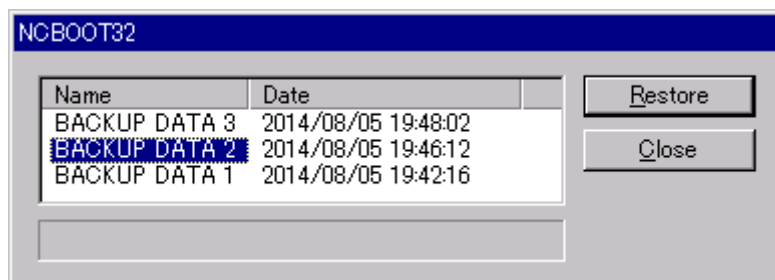 NCBOOT32
Name Date
BACKUP DATA 3 2014/08/05 19:48:02
BACKUP DATA 2 2014/08/05 19:46:12
BACKUP DATA 1 2014/08/05 19:42:16
Restore
Close